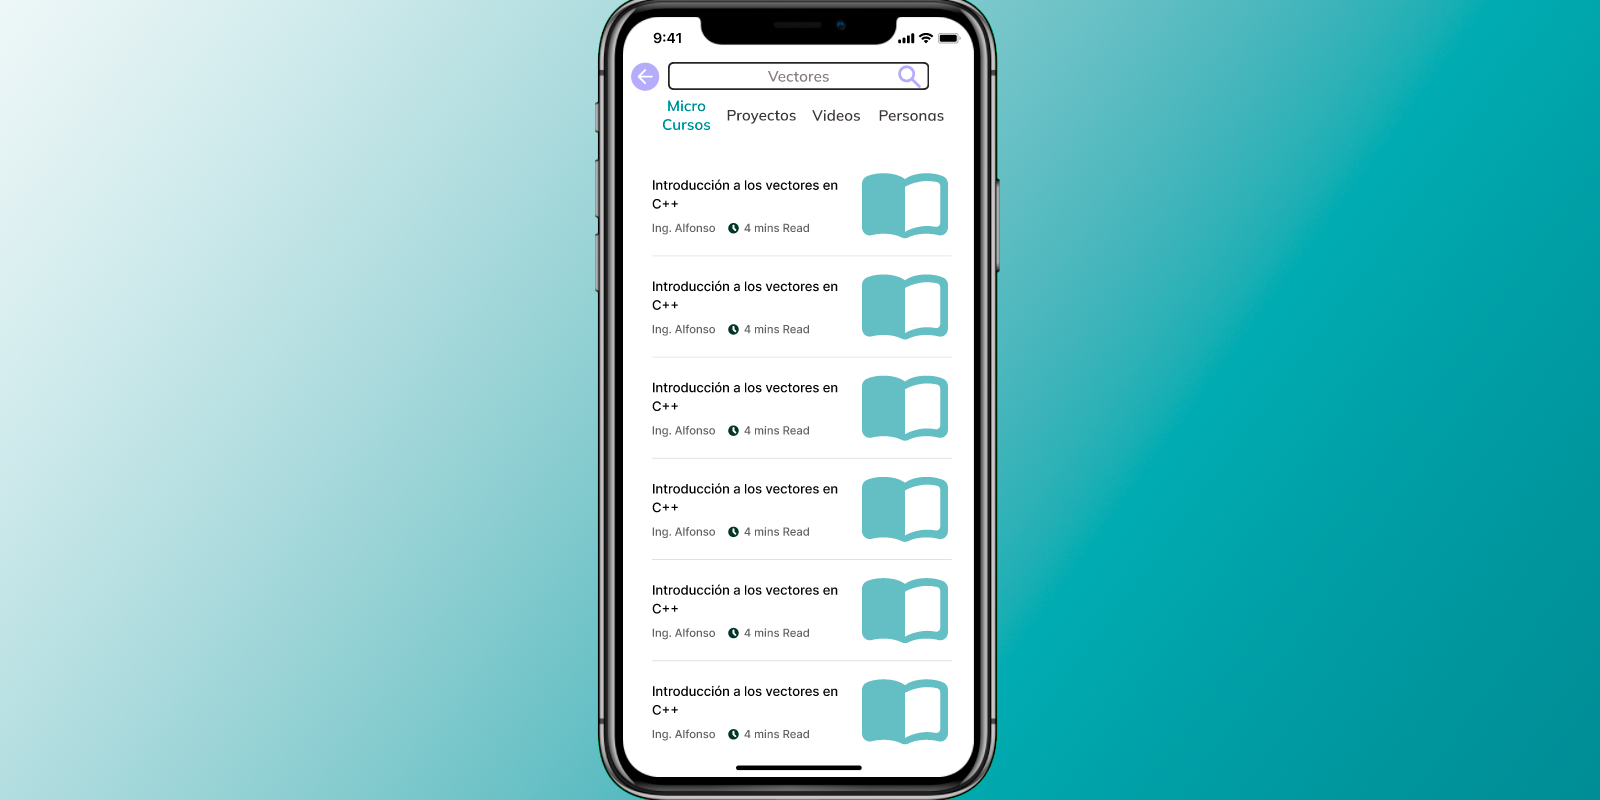 9:41
Vectores
Micro
Cursos
Proyectos
Videos
Personas
Introducción a los vectores en
C++
Ing. Alfonso 4 mins Read
Introducción a los vectores en
C++
Ing. Alfonso 4 mins Read
Introducción a los vectores en
C++
Ing. Alfonso 4 mins Read
Introducción a los vectores en
C++
Ing. Alfonso 4 mins Read
Introducción a los vectores en
C++
Ing. Alfonso 4 mins Read
Introducción a los vectores en
C++
Ing. Alfonso 4 mins Read